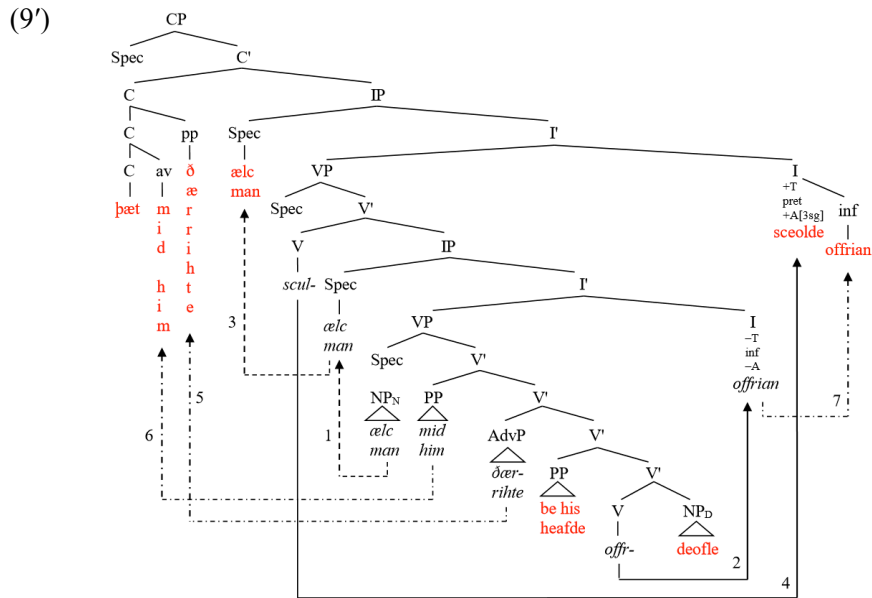 (9′)
CP
Spec C'
C IP
C pp Spec I'
C av ðærrihte ælc man VP I
þæt mid him Spec V' +T pret +A[3sg] sceolde inf
V IP offrian
scul- Spec I'
3 ælc man VP I
Spec V' –T inf –A offrian
NPN PP V' 7
6 5 1 ælc man mid him AdvP V'
ðær-rihte PP V'
be his heafde V NPD
offr- deofle
2 4